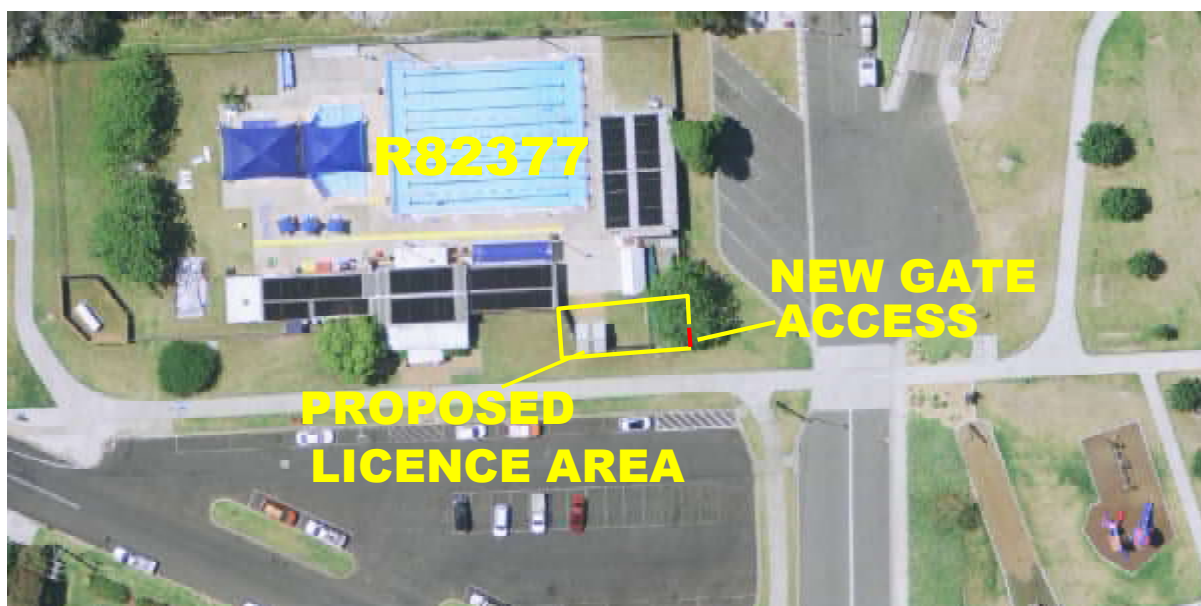 R82377
NEW GATE
ACCESS
PROPOSED
LICENCE AREA